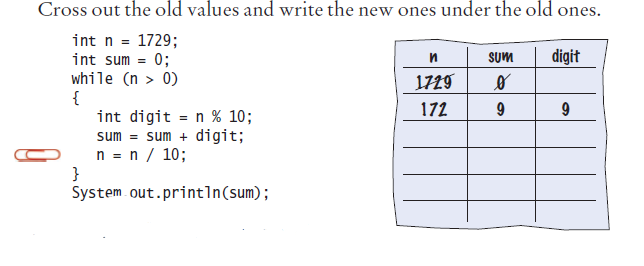 Cross out the old values and write the new ones under the old ones.
int n = 1729;
int sum = 0;
while (n > 0)
{
int digit = n % 10;
sum = sum + digit;
n = n / 10;
}
System.out.println(sum);
n sum digit
1729 0
172 9 9